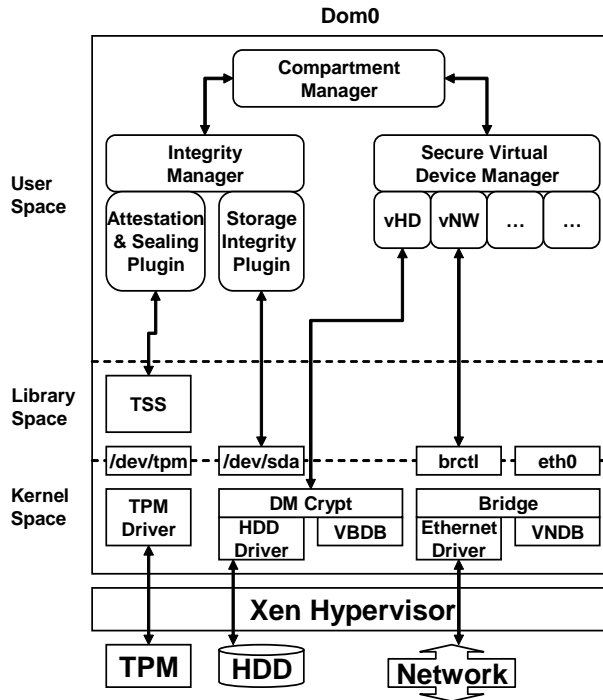 Dom0
Compartment
Manager
Integrity
Manager
Secure Virtual
Device Manager
User
Space
Attestation
& Sealing
Plugin
Storage
Integrity
Plugin
vHD
vNW
...
...
Library
Space
TSS
/dev/tpm
/dev/sda
brctl
eth0
Kernel
Space
TPM
Driver
DM Crypt
HDD
Driver
VBDB
Bridge
Ethernet
Driver
VNDB
Xen Hypervisor
TPM
HDD
Network